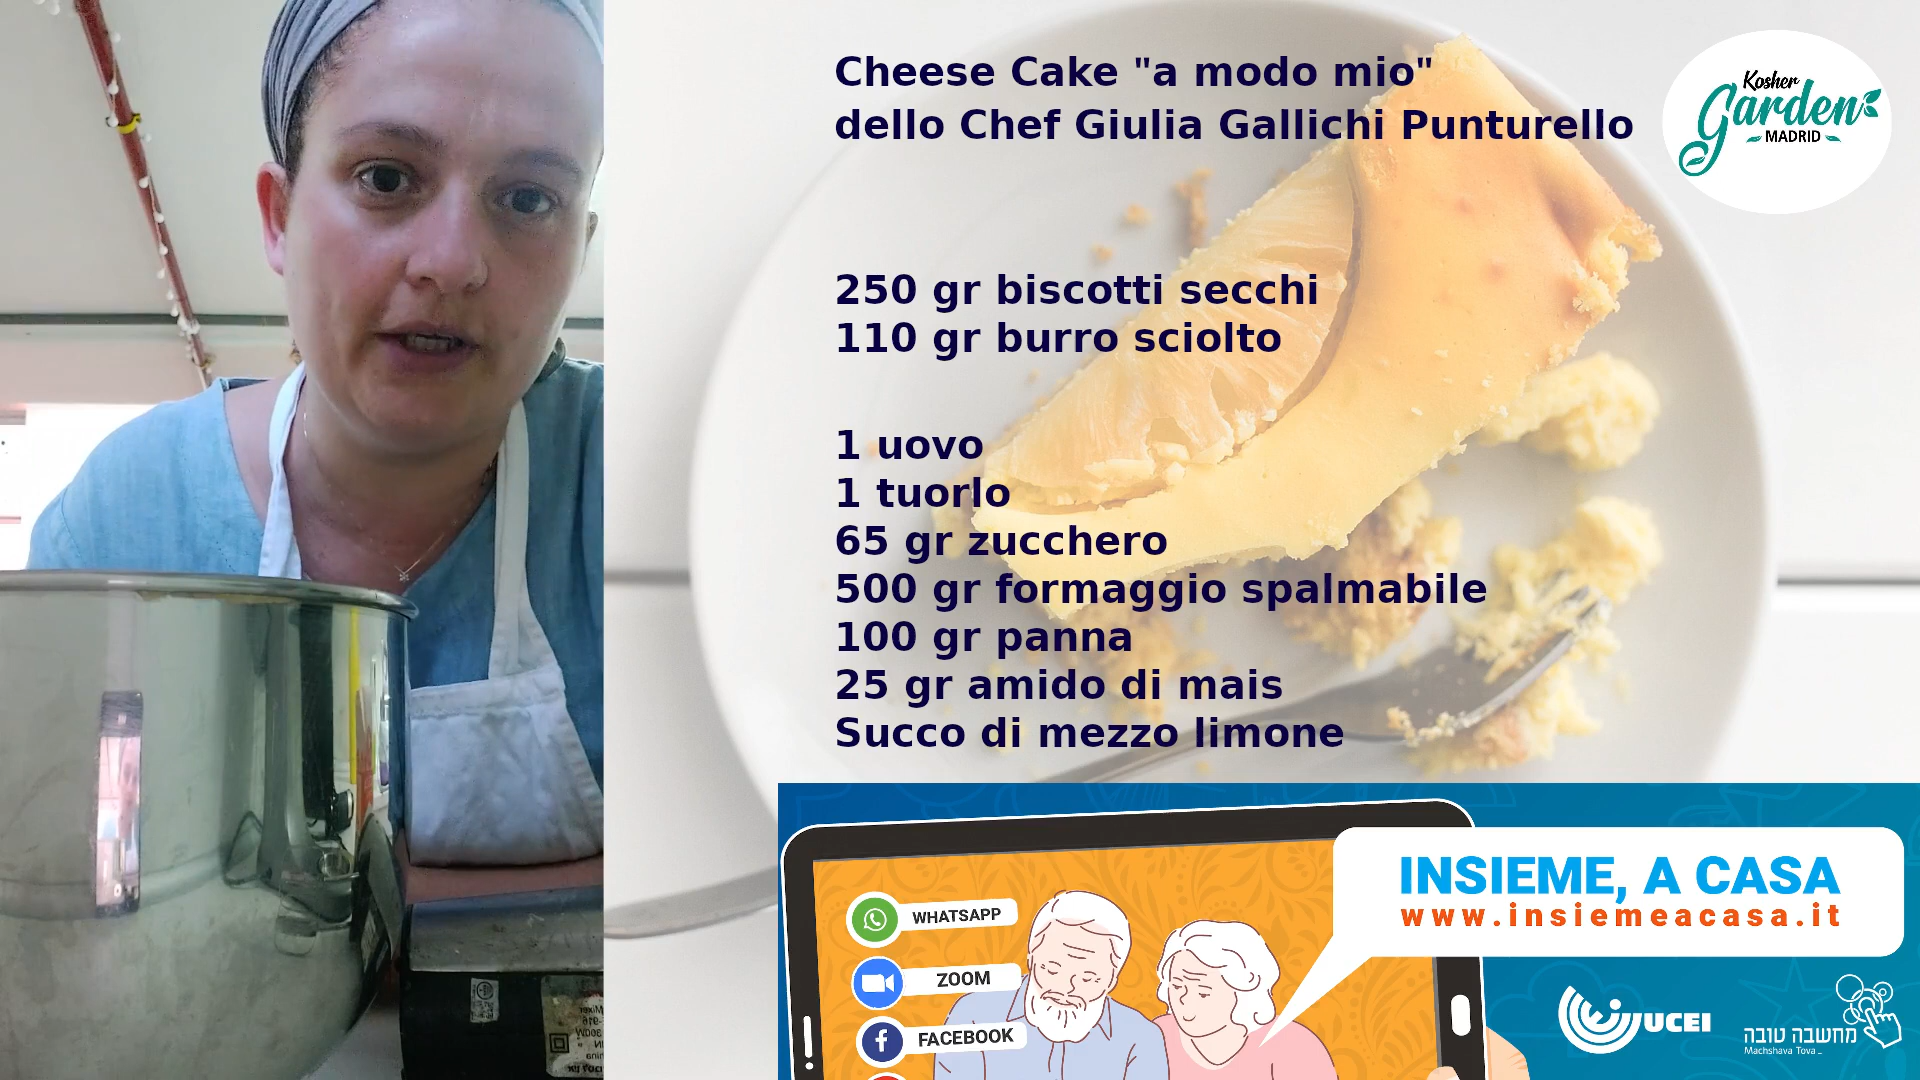 Cheese Cake "a modo mio"
dello Chef Giulia Gallichi Punturello
Kosher
Garden
MADRID
250 gr biscotti secchi
110 gr burro sciolto
1 uovo
1 tuorlo
65 gr zucchero
500 gr formaggio spalmabile
100 gr panna
25 gr amido di mais
Succo di mezzo limone
INSIEME, A CASA
www.insiemeacasa.it
WHATSAPP
ZOOM
FACEBOOK
UCEI
מחשבה טובה
Machshava Tova